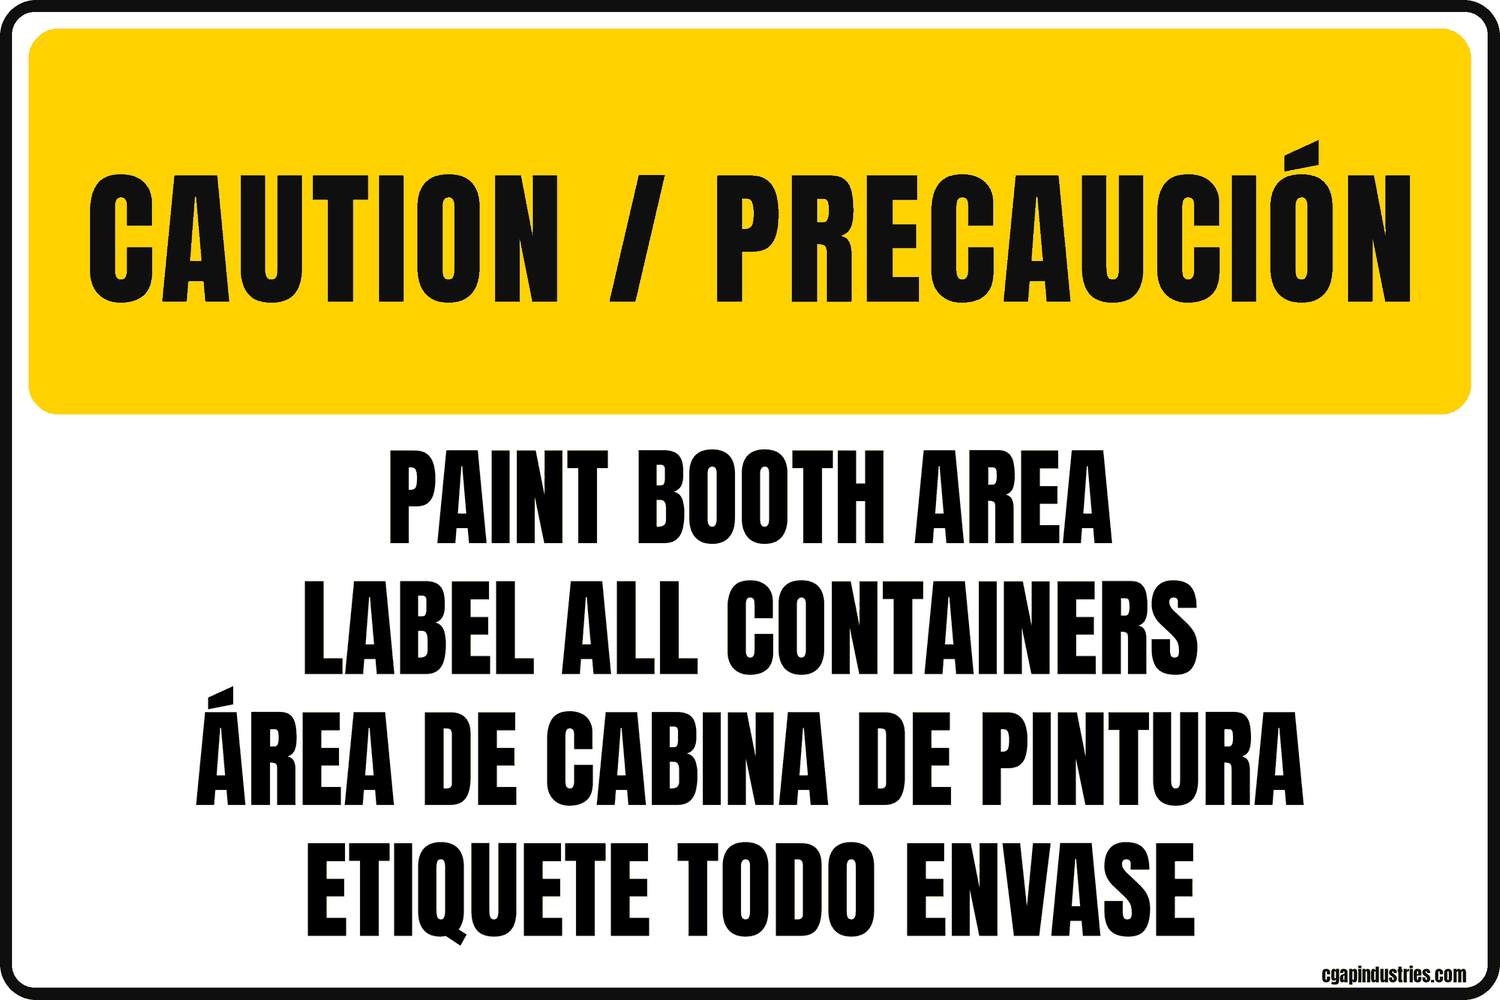 CAUTION / PRECAUCIÓN
PAINT BOOTH AREA
LABEL ALL CONTAINERS
ÁREA DE CABINA DE PINTURA
ETIQUETE TODO ENVASE
cgapindustries.com